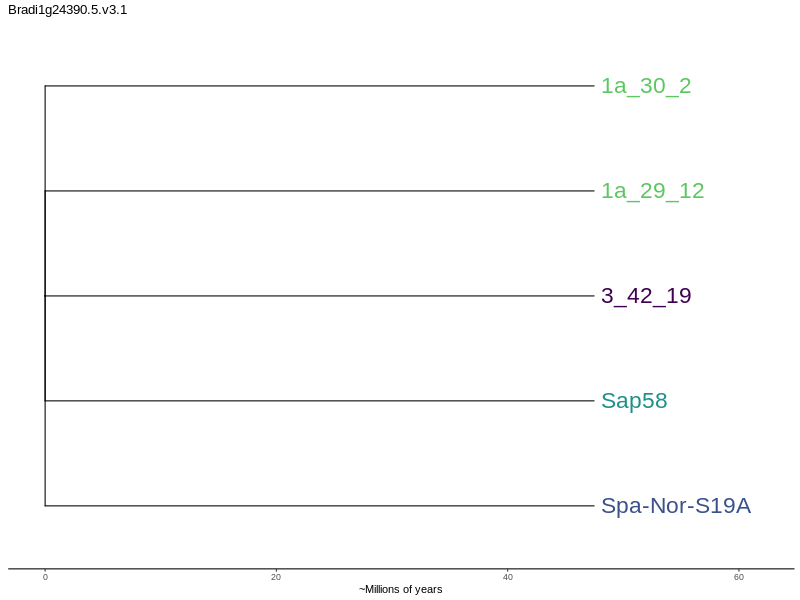 Bradi1g24390.5.v3.1
1a_30_2
1a_29_12
3_42_19
Sap58
Spa-Nor-S19A
0 20 40 60
~Millions of years